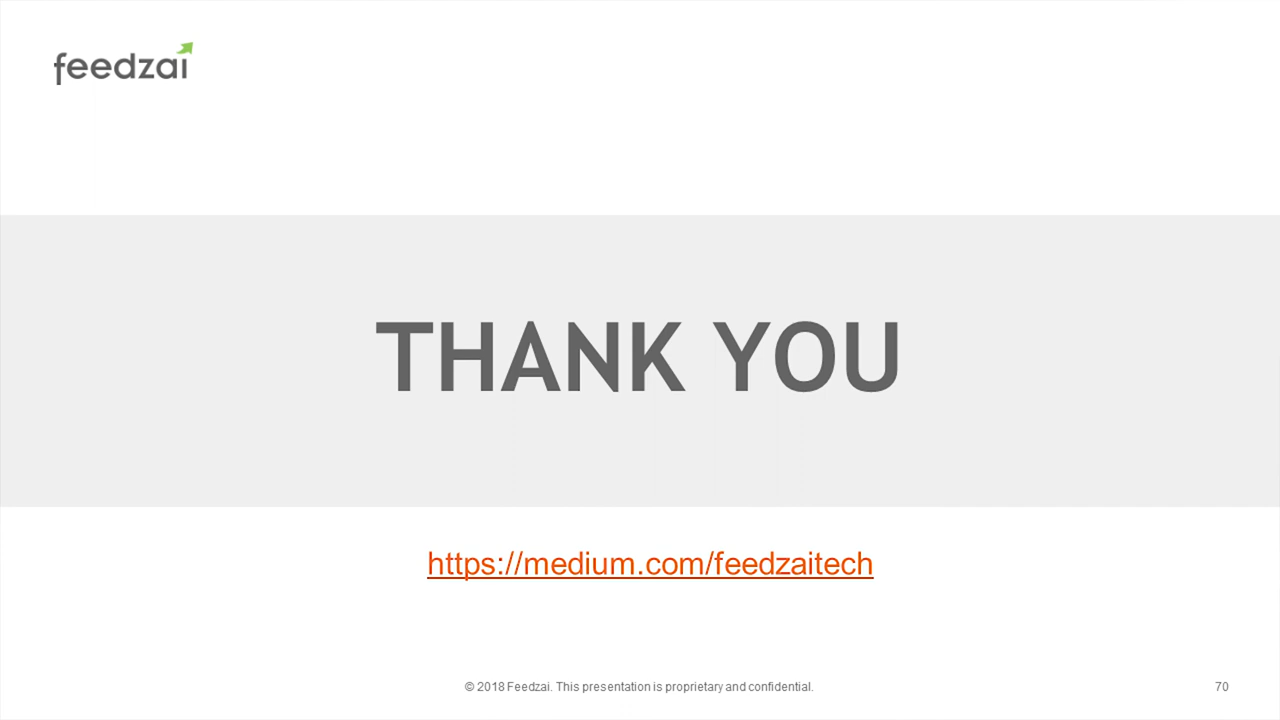 feedzai
THANK YOU
https://medium.com/feedzaitech
© 2018 Feedzai. This presentation is proprietary and confidential.
70